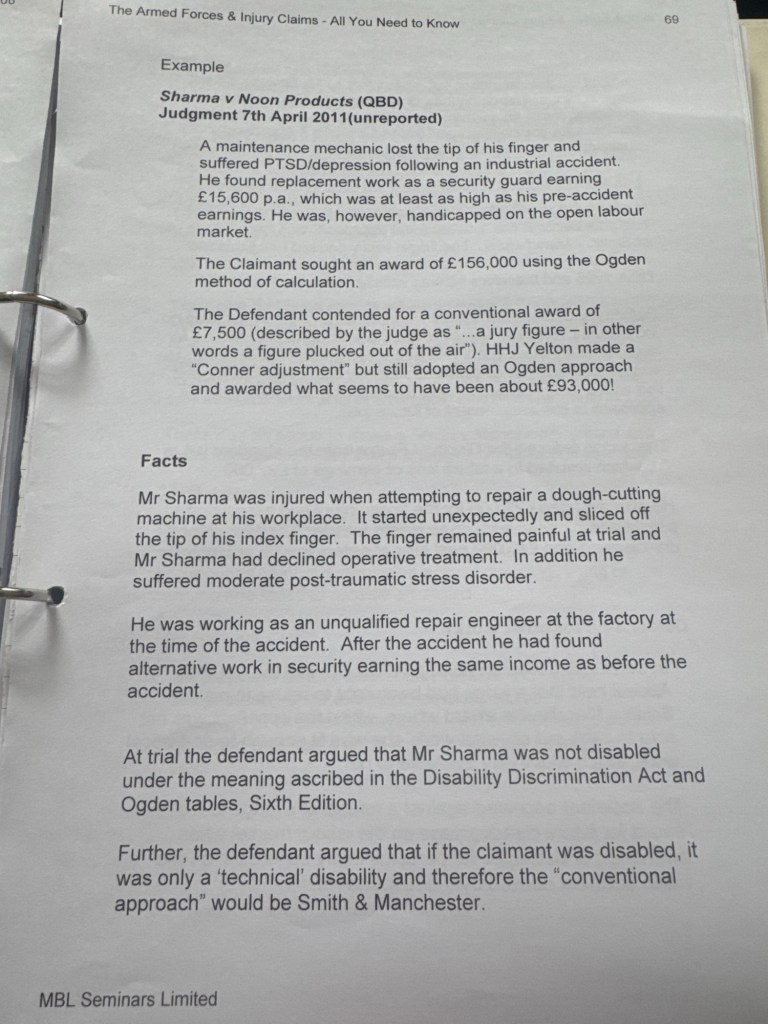 The Armed Forces & Injury Claims - All You Need to Know 69
Example
Sharma v Noon Products (QBD)
Judgment 7th April 2011(unreported)
A maintenance mechanic lost the tip of his finger and
suffered PTSD/depression following an industrial accident.
He found replacement work as a security guard earning
£15,600 p.a., which was at least as high as his pre-accident
earnings. He was, however, handicapped on the open labour
market.
The Claimant sought an award of £156,000 using the Ogden
method of calculation.
The Defendant contended for a conventional award of
£7,500 (described by the judge as “...a jury figure – in other
words a figure plucked out of the air”). HHJ Yelton made a
“Conner adjustment” but still adopted an Ogden approach
and awarded what seems to have been about £93,000!
Facts
Mr Sharma was injured when attempting to repair a dough-cutting
machine at his workplace. It started unexpectedly and sliced off
the tip of his index finger. The finger remained painful at trial and
Mr Sharma had declined operative treatment. In addition he
suffered moderate post-traumatic stress disorder.
He was working as an unqualified repair engineer at the factory at
the time of the accident. After the accident he had found
alternative work in security earning the same income as before the
accident.
At trial the defendant argued that Mr Sharma was not disabled
under the meaning ascribed in the Disability Discrimination Act and
Ogden tables, Sixth Edition.
Further, the defendant argued that if the claimant was disabled, it
was only a ‘technical’ disability and therefore the “conventional
approach” would be Smith & Manchester.
MBL Seminars Limited